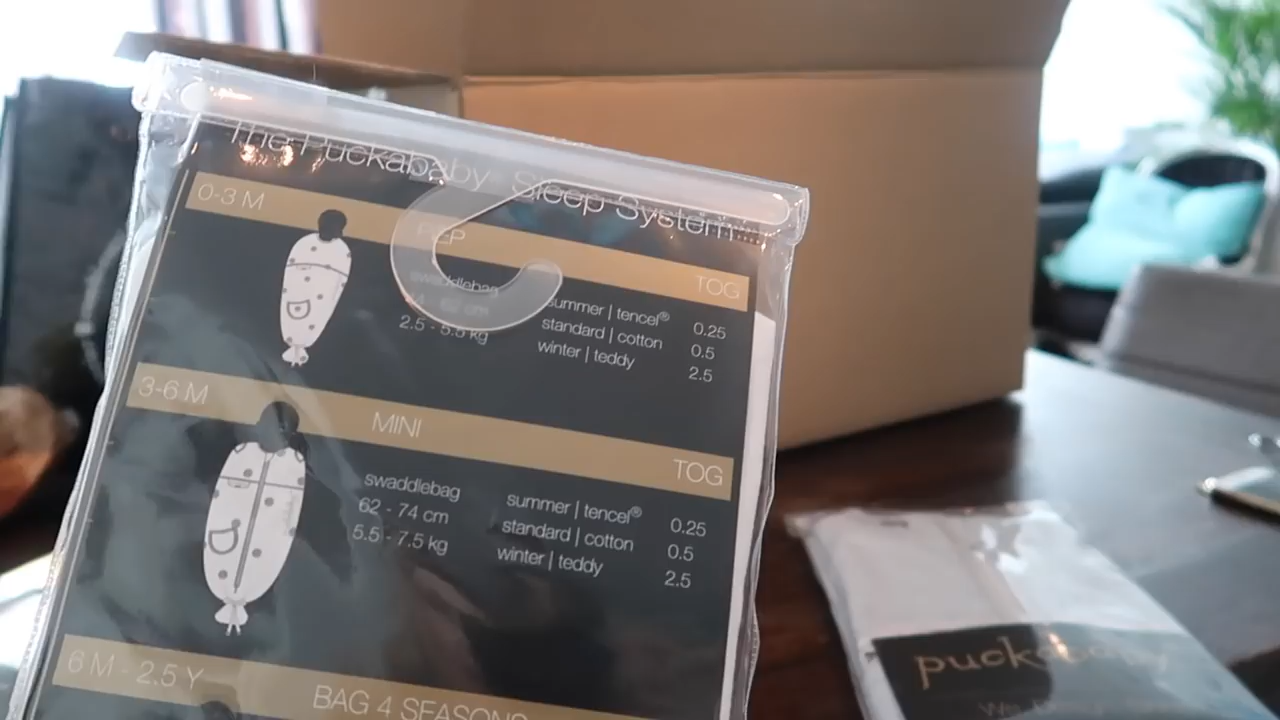 The Puckababy® Sleep System
0-3 M
PEP
TOG
swaddlebag
cm
2.5 - 5.5 kg
summer | tencel® 0.25
standard | cotton 0.5
winter | teddy 2.5
3-6 M
MINI
TOG
swaddlebag
62 - 74 cm
5.5 - 7.5 kg
summer | tencel® 0.25
standard | cotton 0.5
winter | teddy 2.5
6 M - 2.5 Y
BAG 4 SEASONS
puckababy